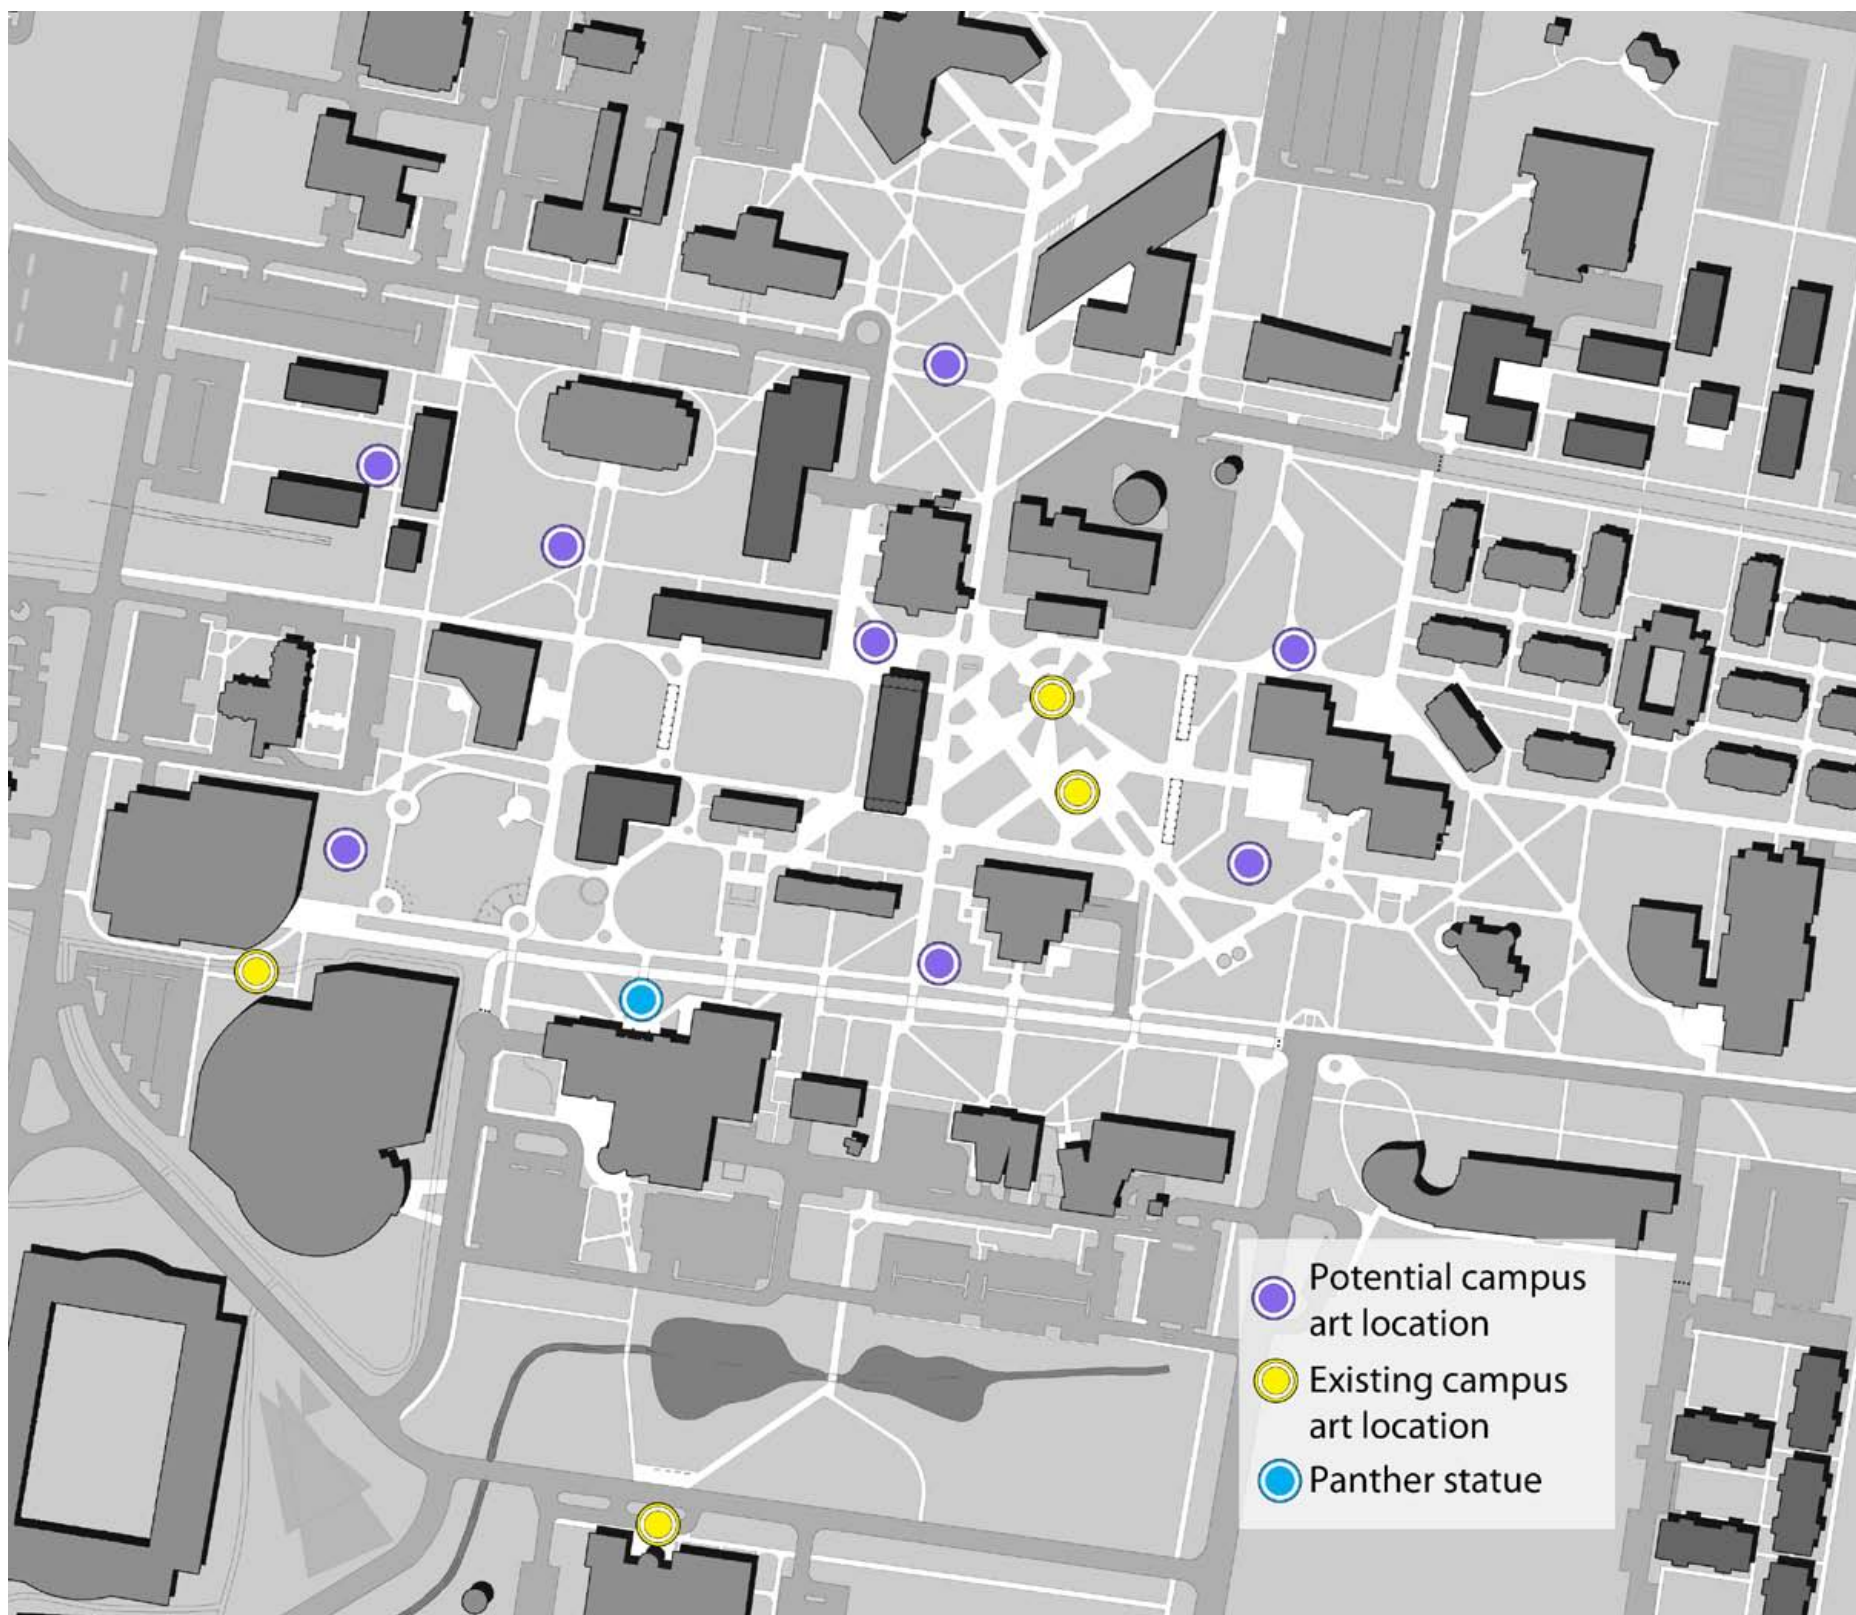 Potential campus
art location
Existing campus
art location
Panther statue